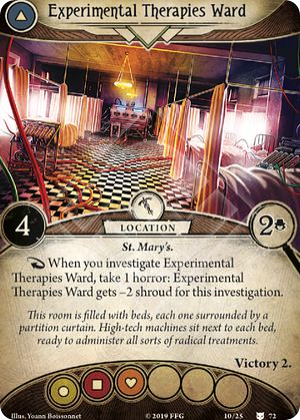 Experimental Therapies Ward
4
LOCATION
2
St. Mary's.
When you investigate Experimental
Therapies Ward, take 1 horror: Experimental
Therapies Ward gets –2 shroud for this investigation.
This room is filled with beds, each one surrounded by a
partition curtain. High-tech machines sit next to each bed,
ready to administer all sorts of radical treatments.
Victory 2.
Illus. Yoann Boissonnet © 2019 FFG 10/25 72